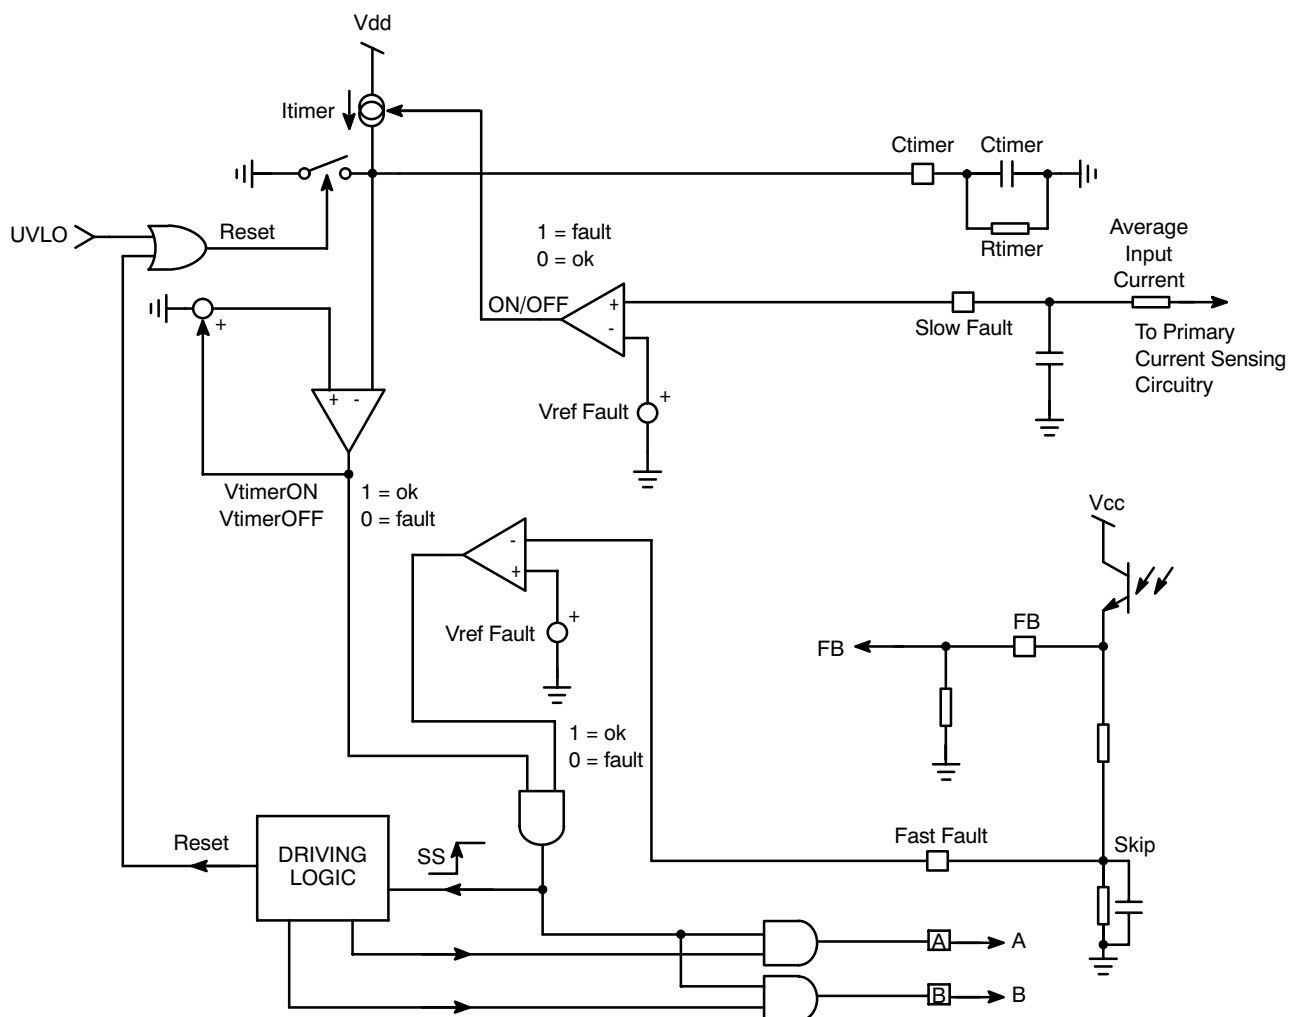 Vdd
Itimer
Ctimer
Ctimer
Rtimer
UVLO
Reset
1 = fault
0 = ok
Average
Input
Current
ON/OFF
+
-
Slow Fault
To Primary
Current Sensing
Circuitry
+
+ -
Vref Fault
+
VtimerON
VtimerOFF
1 = ok
0 = fault
Vcc
-
+
Vref Fault
+
FB
FB
1 = ok
0 = fault
Reset
DRIVING
LOGIC
SS
Fast Fault
Skip
A
A
B
B